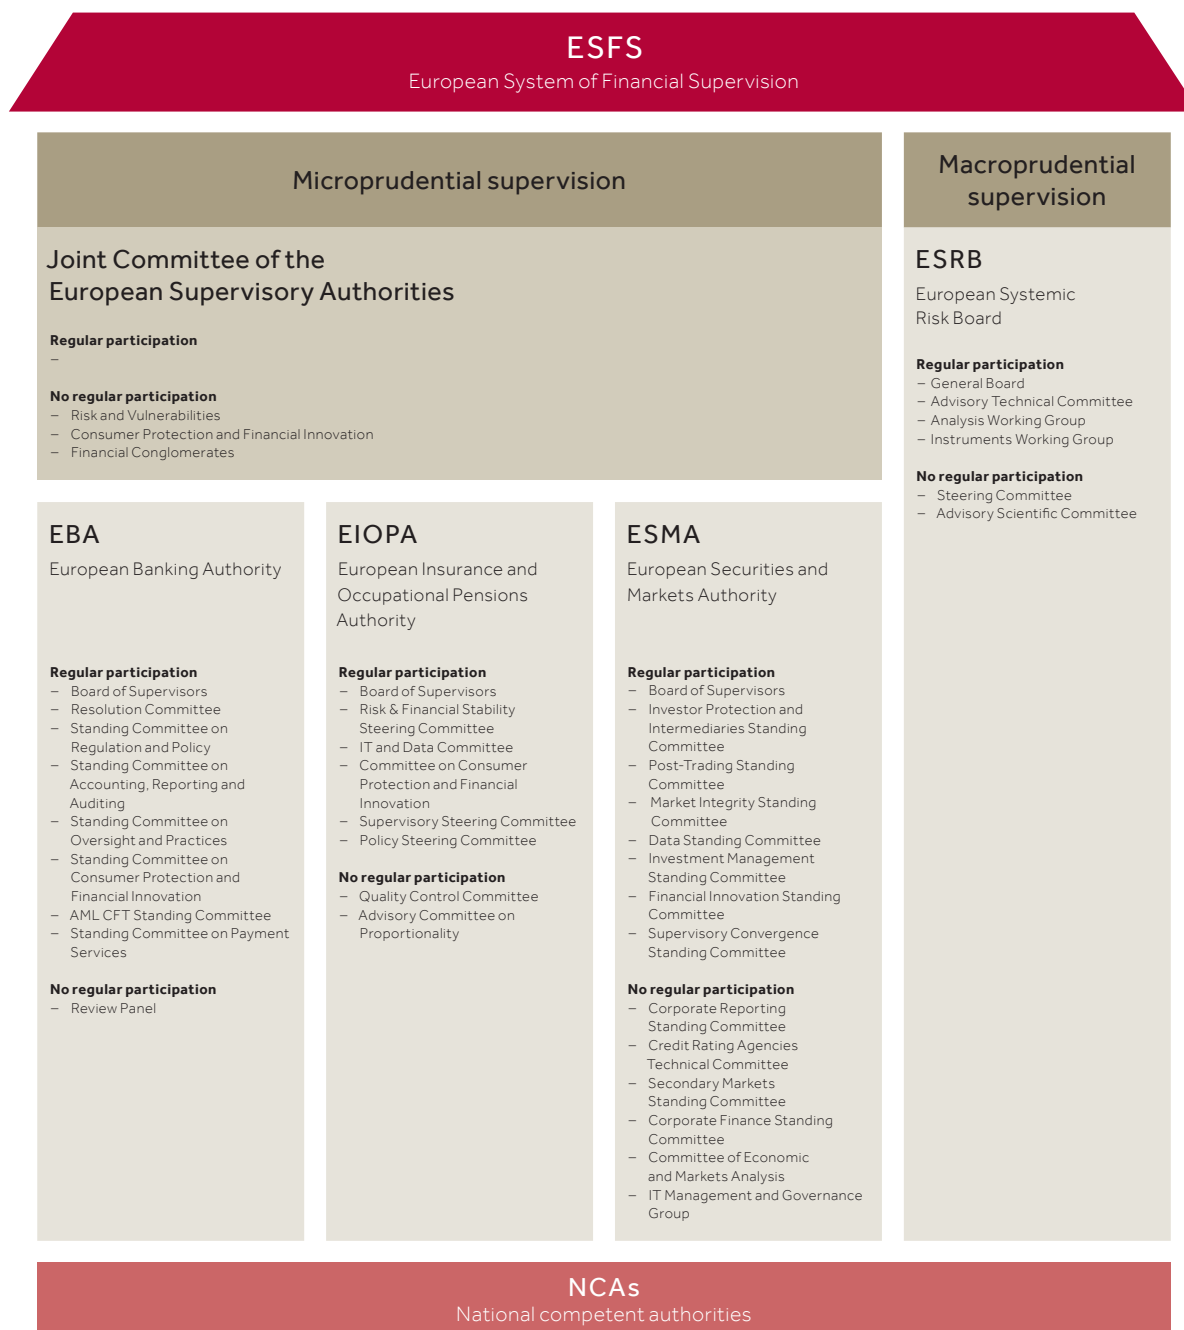 ESFS
European System of Financial Supervision
Microprudential supervision
Macroprudential
supervision
Joint Committee of the
European Supervisory Authorities
Regular participation
–
No regular participation
– Risk and Vulnerabilities
– Consumer Protection and Financial Innovation
– Financial Conglomerates
ESRB
European Systemic
Risk Board
Regular participation
– General Board
– Advisory Technical Committee
– Analysis Working Group
– Instruments Working Group
No regular participation
– Steering Committee
– Advisory Scientific Committee
EBA
European Banking Authority
Regular participation
– Board of Supervisors
– Resolution Committee
– Standing Committee on
Regulation and Policy
– Standing Committee on
Accounting, Reporting and
Auditing
– Standing Committee on
Oversight and Practices
– Standing Committee on
Consumer Protection and
Financial Innovation
– AML CFT Standing Committee
– Standing Committee on Payment
Services
No regular participation
– Review Panel
EIOPA
European Insurance and
Occupational Pensions
Authority
Regular participation
– Board of Supervisors
– Risk & Financial Stability
Steering Committee
– IT and Data Committee
– Committee on Consumer
Protection and Financial
Innovation
– Supervisory Steering Committee
– Policy Steering Committee
No regular participation
– Quality Control Committee
– Advisory Committee on
Proportionality
ESMA
European Securities and
Markets Authority
Regular participation
– Board of Supervisors
– Investor Protection and
Intermediaries Standing
Committee
– Post-Trading Standing
Committee
– Market Integrity Standing
Committee
– Data Standing Committee
– Investment Management
Standing Committee
– Financial Innovation Standing
Committee
– Supervisory Convergence
Standing Committee
No regular participation
– Corporate Reporting
Standing Committee
– Credit Rating Agencies
Technical Committee
– Secondary Markets
Standing Committee
– Corporate Finance Standing
Committee
– Committee of Economic
and Markets Analysis
– IT Management and Governance
Group
NCAs
National competent authorities